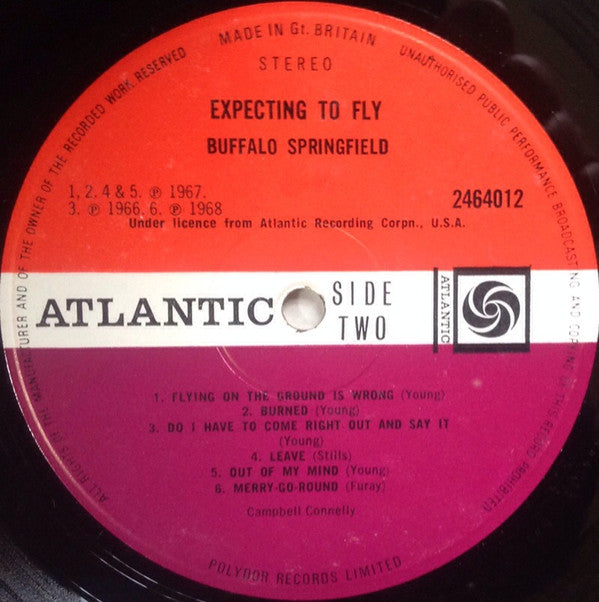 MADE IN Gt. BRITAIN
STEREO
ALL RIGHTS OF THE MANUFACTURER AND OF THE OWNER OF THE RECORDED WORK RESERVED
UNAUTHORISED PUBLIC PERFORMANCE BROADCASTING AND COPYING OF THIS RECORD PROHIBITED
EXPECTING TO FLY
BUFFALO SPRINGFIELD
1, 2, 4 & 5. ℗ 1967.
3. ℗ 1966, 6. ℗ 1968
2464012
Under licence from Atlantic Recording Corpn., U.S.A.
ATLANTIC
SIDE
TWO
ATLANTIC
1. FLYING ON THE GROUND IS WRONG (Young)
2. BURNED (Young)
3. DO I HAVE TO COME RIGHT OUT AND SAY IT
(Young)
4. LEAVE (Stills)
5. OUT OF MY MIND (Young)
6. MERRY-GO-ROUND (Furay)
Campbell Connelly
POLYDOR RECORDS LIMITED